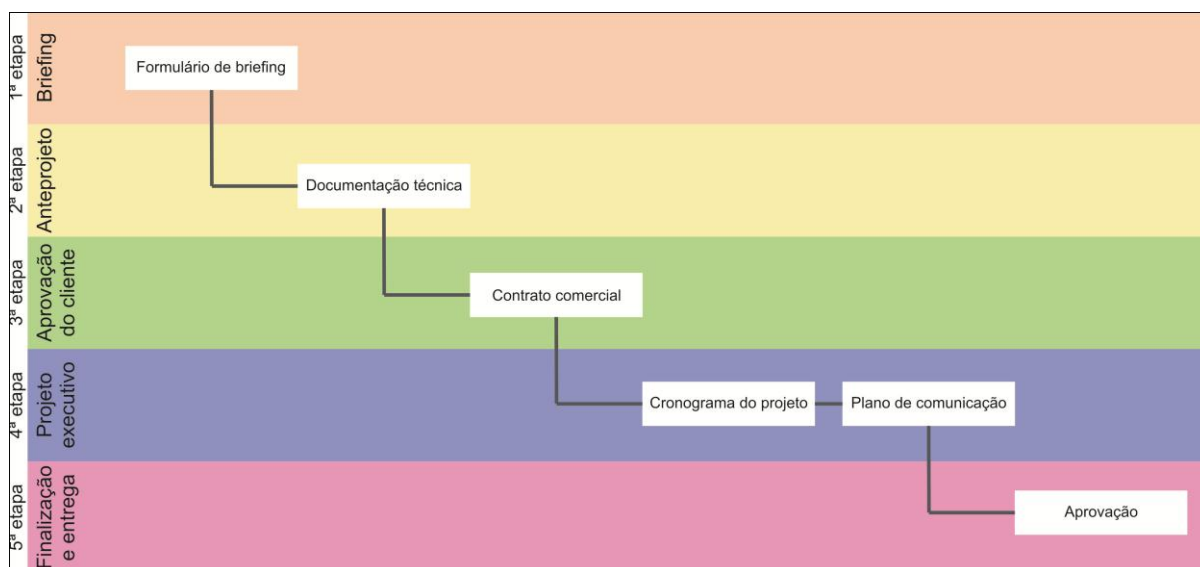 1ª etapa
Briefing
Formulário de briefing
2ª etapa
Anteprojeto
Documentação técnica
3ª etapa
Aprovação
do cliente
Contrato comercial
4ª etapa
Projeto
executivo
Cronograma do projeto
Plano de comunicação
5ª etapa
Finalização
e entrega
Aprovação